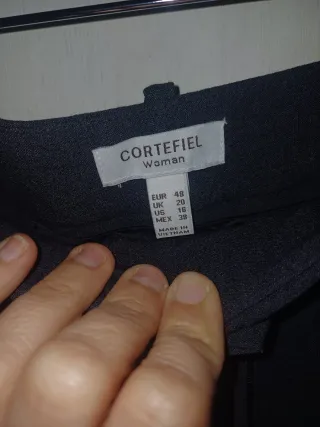 CORTEFIEL
Woman
EUR 48
UK 20
US 16
MEX 38
MADE IN
VIETNAM